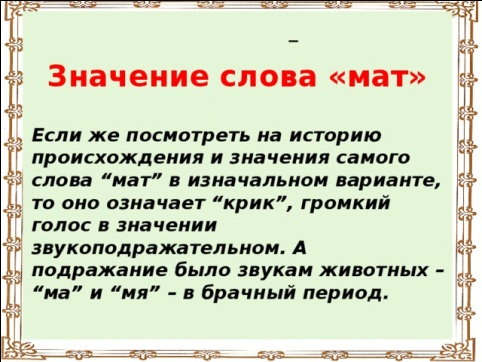 –
Значение слова «мат»
Если же посмотреть на историю
происхождения и значения самого
слова “мат” в изначальном варианте,
то оно означает “крик”, громкий
голос в значении
звукоподражательном. А
подражание было звукам животных –
“ма” и “мя” – в брачный период.